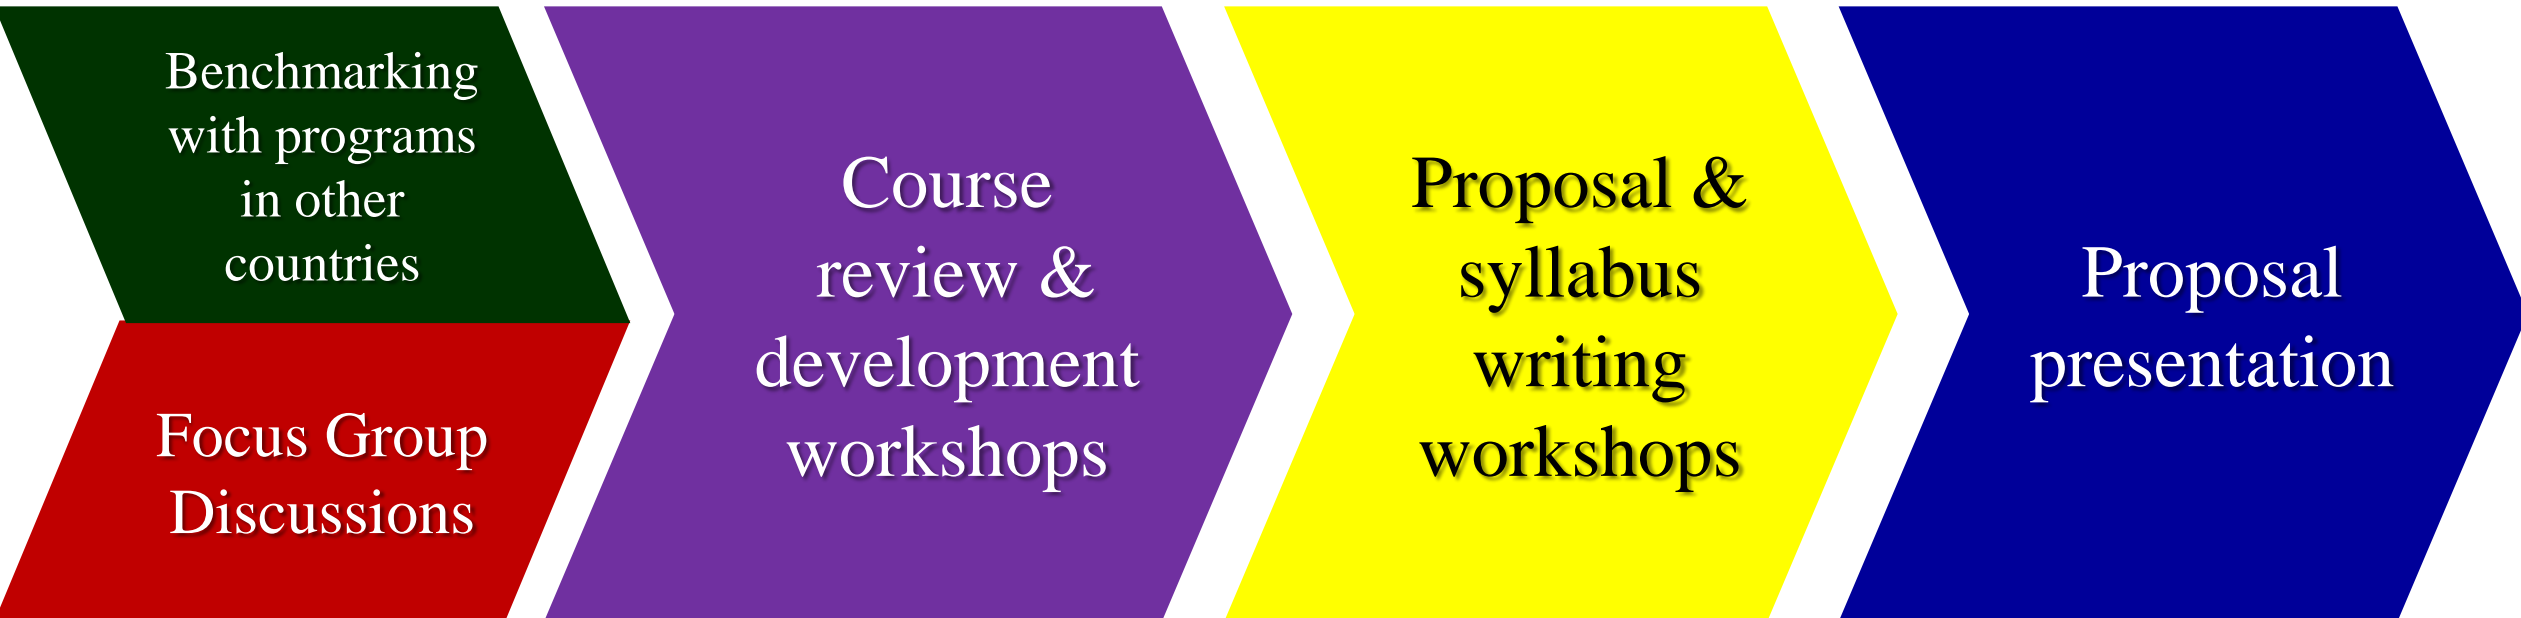 Benchmarking
with programs
in other
countries
Focus Group
Discussions
Course
review &
development
workshops
Proposal &
syllabus
writing
workshops
Proposal
presentation